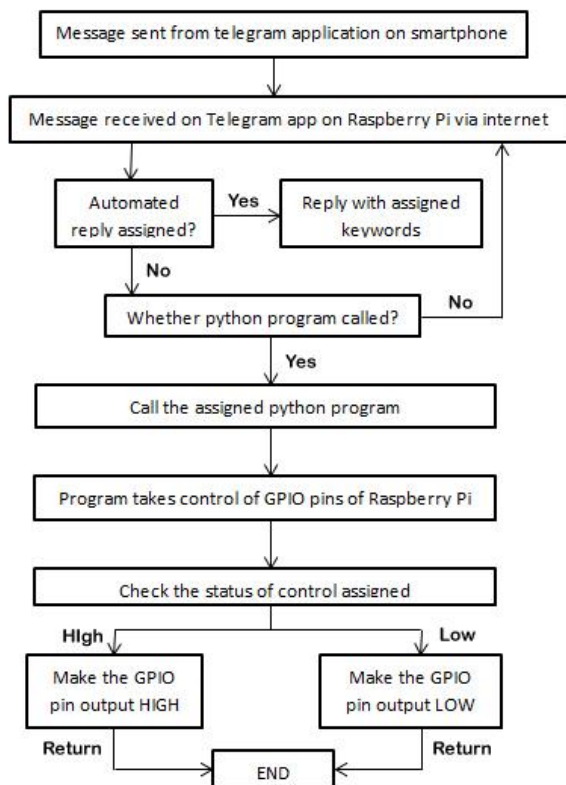 Message sent from telegram application on smartphone
Message received on Telegram app on Raspberry Pi via internet
Automated
reply assigned?
Yes
Reply with assigned
keywords
No
Whether python program called?
No
Yes
Call the assigned python program
Program takes control of GPIO pins of Raspberry Pi
Check the status of control assigned
HIgh
Low
Make the GPIO
pin output HIGH
Make the GPIO
pin output LOW
Return
Return
END